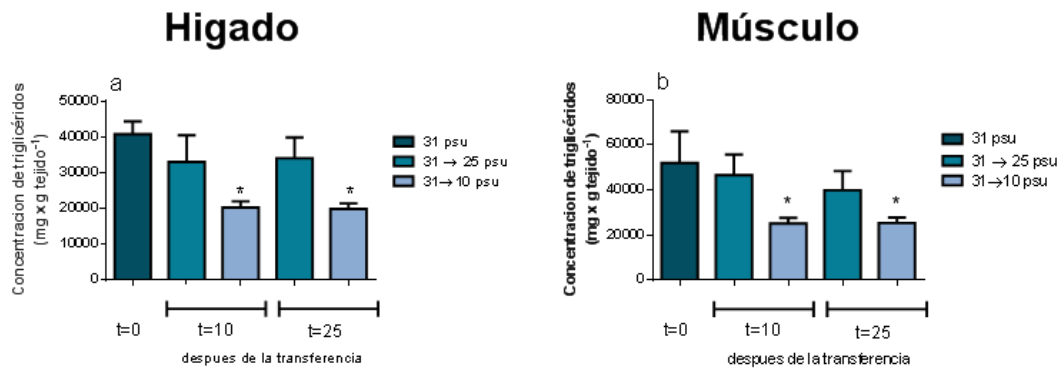 Higado
a
Concentracion de triglicéridos
(mg x g tejido⁻¹)
50000
40000
30000
20000
10000
0
*
*
31 psu
31 → 25 psu
31→10 psu
t=0
t=10
t=25
despues de la transferencia
Músculo
b
Concentracion de triglicéridos
(mg x g tejido⁻¹)
80000
60000
40000
20000
0
*
*
31 psu
31 → 25 psu
31→10 psu
t=0
t=10
t=25
despues de la transferencia